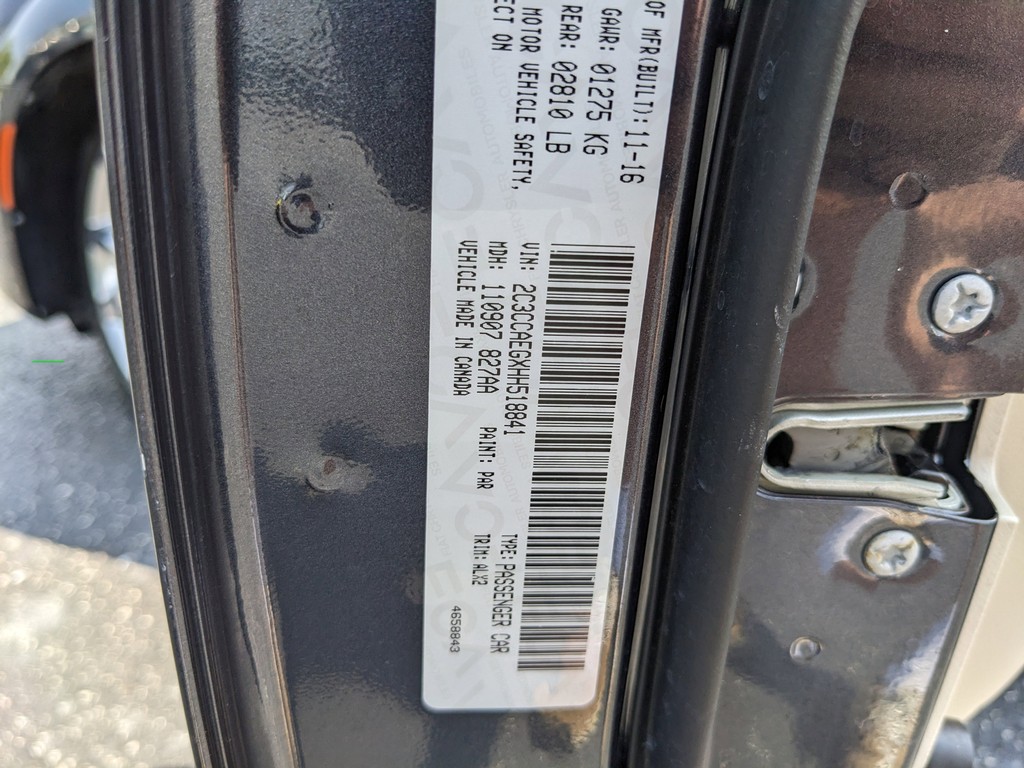 OF MFR(BUILT):11-16
GAWR: 01275 KG
REAR: 02810 LB
MOTOR VEHICLE SAFETY,
ECT ON
VIN: 2C3CCAEGXHH518841 TYPE: PASSENGER CAR
MDH: 110907 827AA PAINT: PAR TRIM: ALX2
VEHICLE MADE IN CANADA 4658843